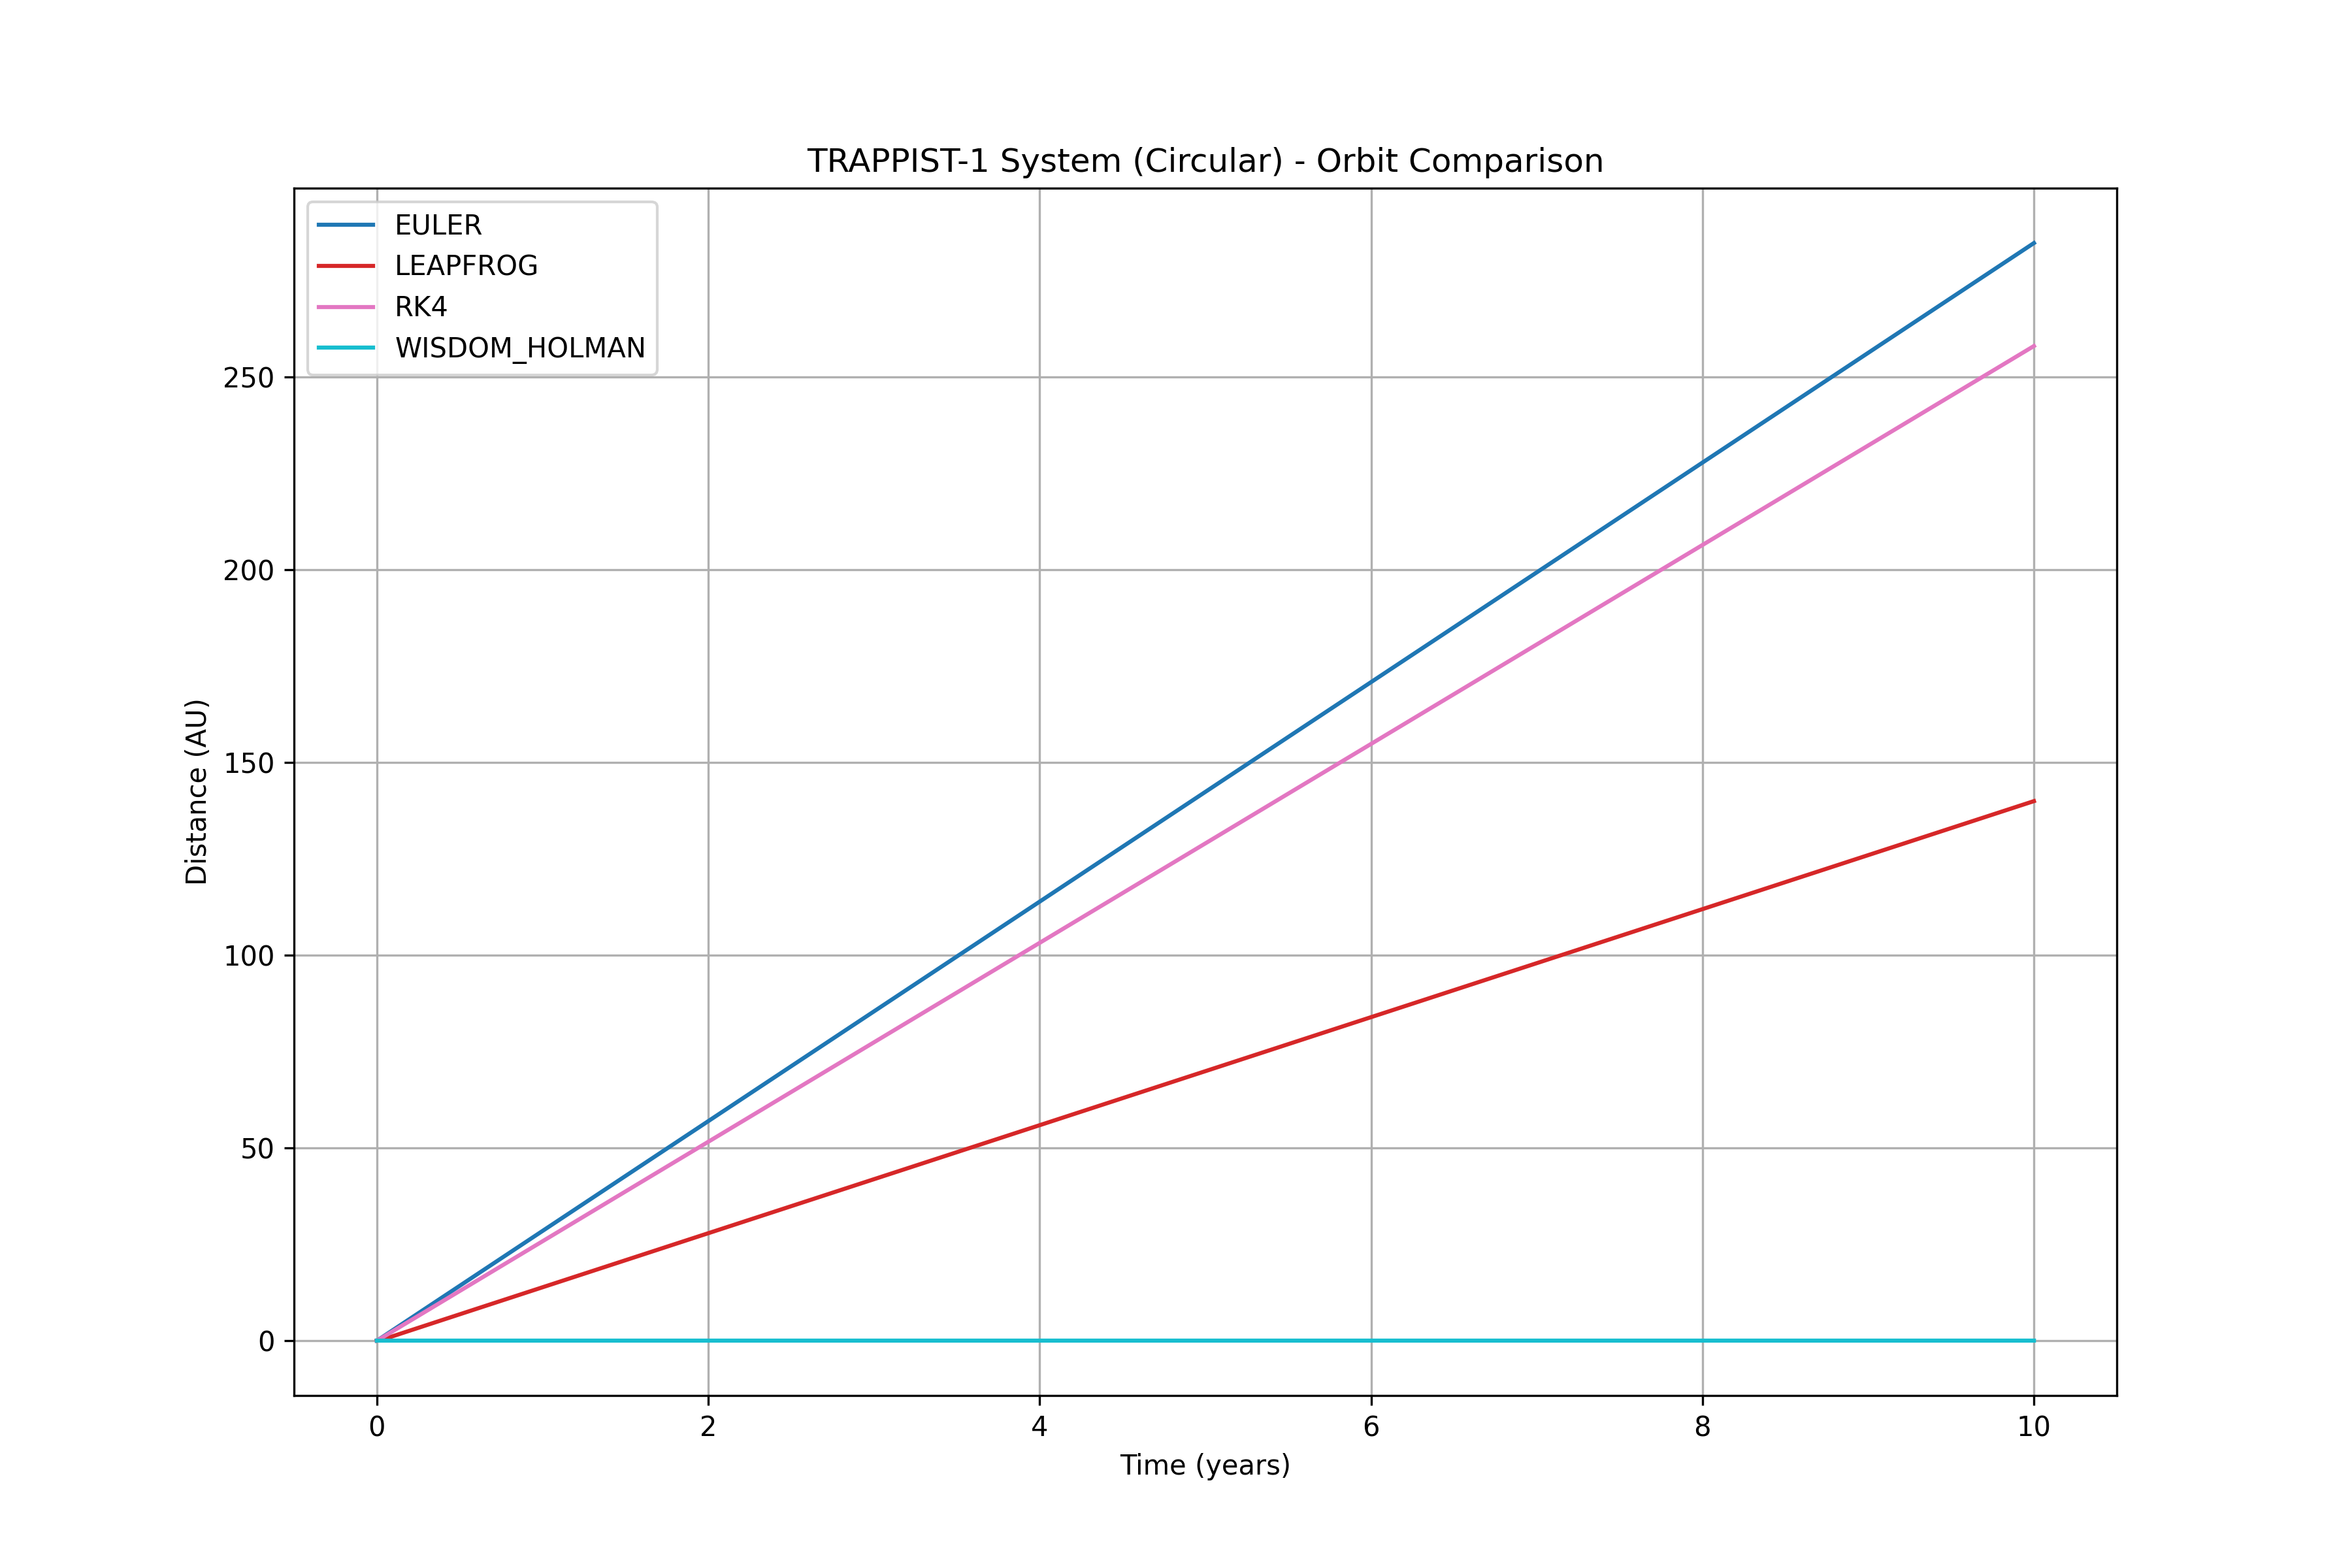 TRAPPIST-1 System (Circular) - Orbit Comparison
EULER
LEAPFROG
RK4
WISDOM_HOLMAN
250
200
150
100
50
0
Distance (AU)
0 2 4 6 8 10
Time (years)